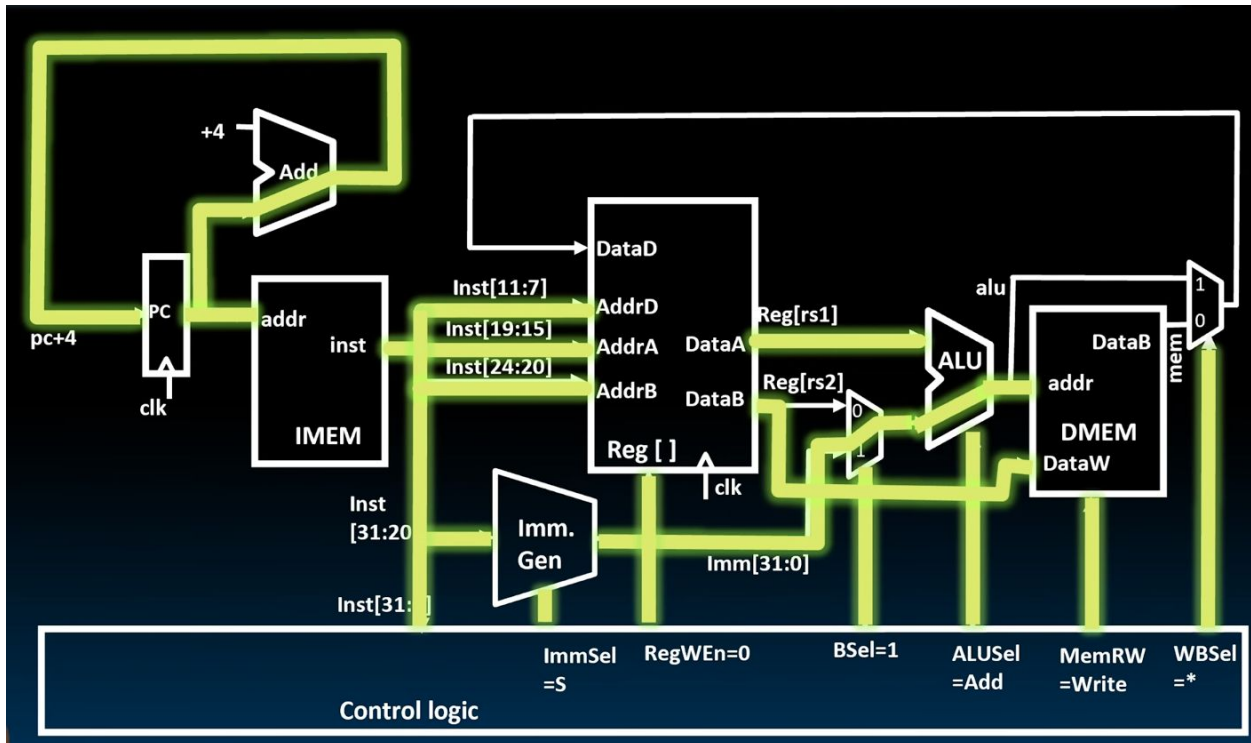 +4
Add
DataD
Inst[11:7]
alu
1
PC
addr
AddrD
Reg[rs1]
0
pc+4
inst
Inst[19:15]
AddrA
DataA
ALU
DataB
mem
Inst[24:20]
AddrB
Reg[rs2]
addr
clk
DataB
0
IMEM
DMEM
Reg [ ]
1
DataW
clk
Inst
[31:20
Imm.
Gen
Imm[31:0]
Inst[31:
ImmSel
=S
RegWEn=0
BSel=1
ALUSel
=Add
MemRW
=Write
WBSel
=*
Control logic